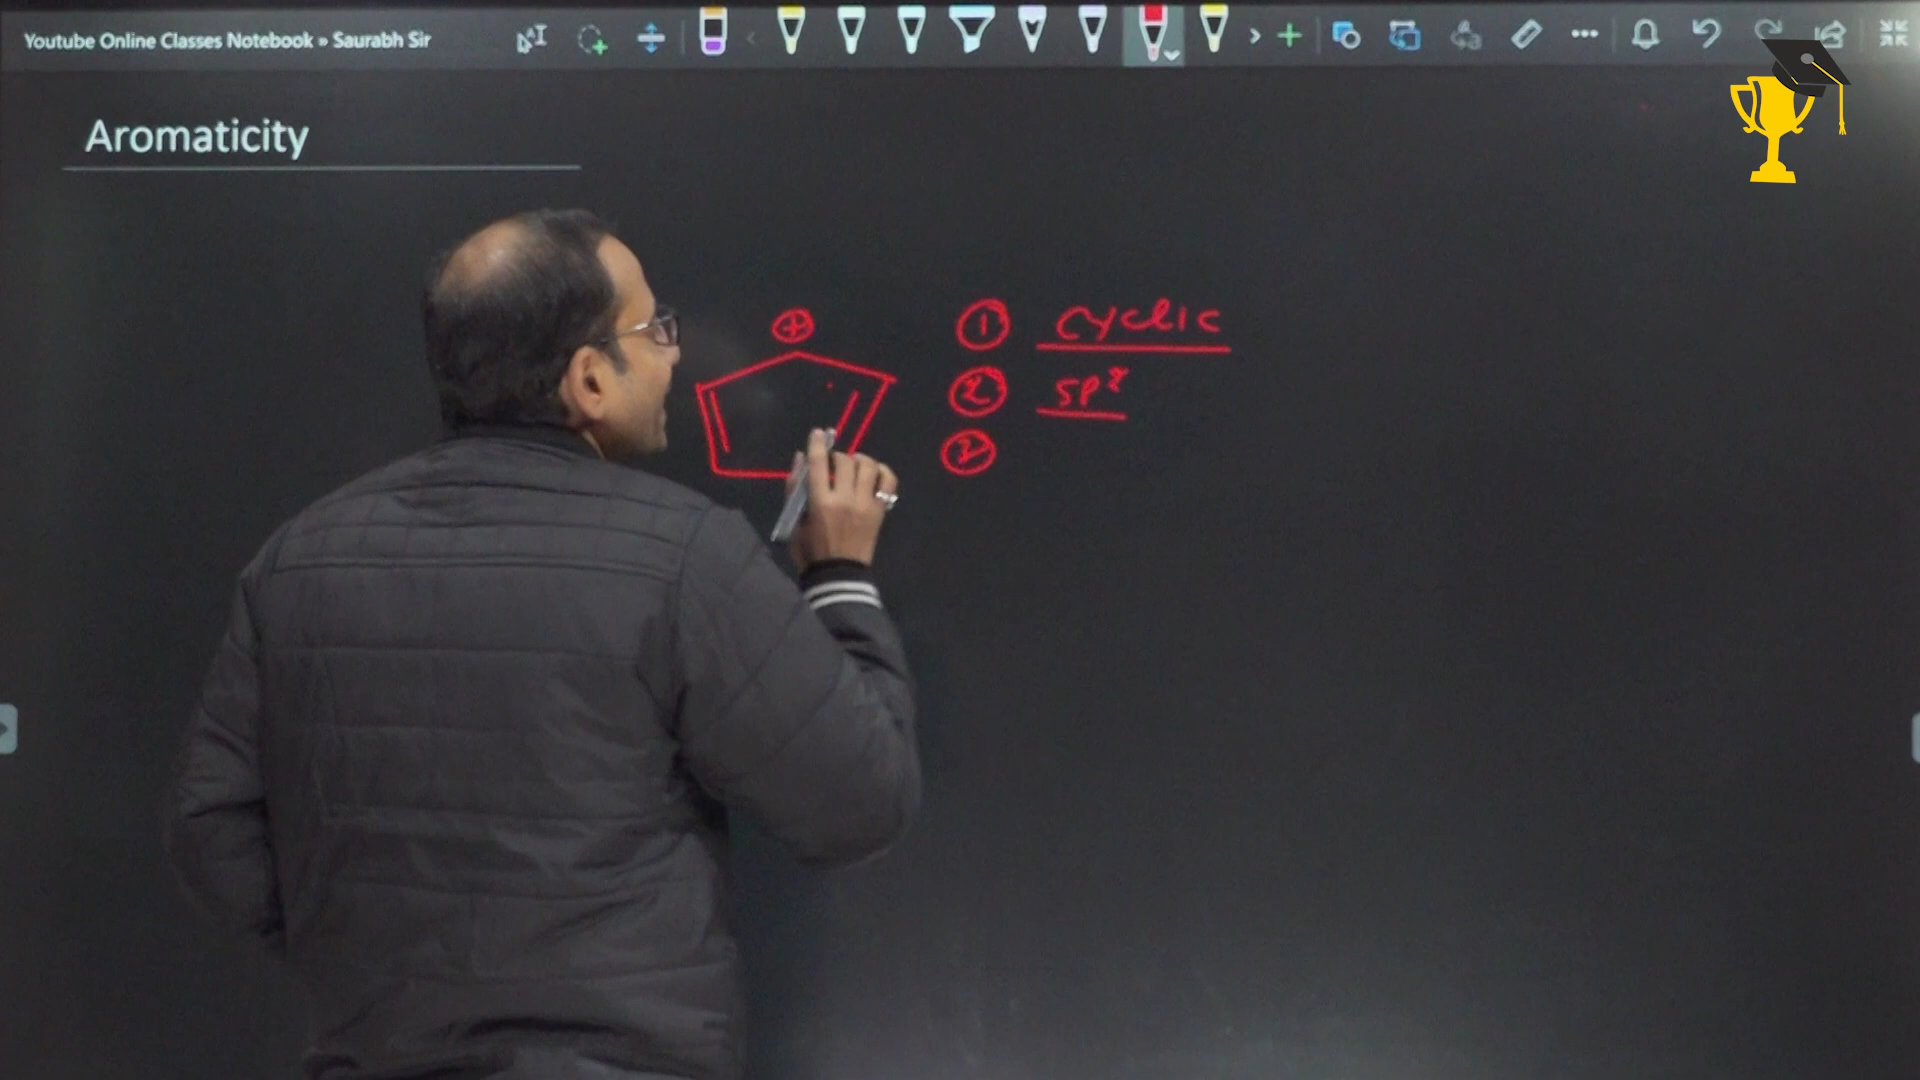 Youtube Online Classes Notebook » Saurabh Sir
Aromaticity
⊕
① cyclic
② sp²
③